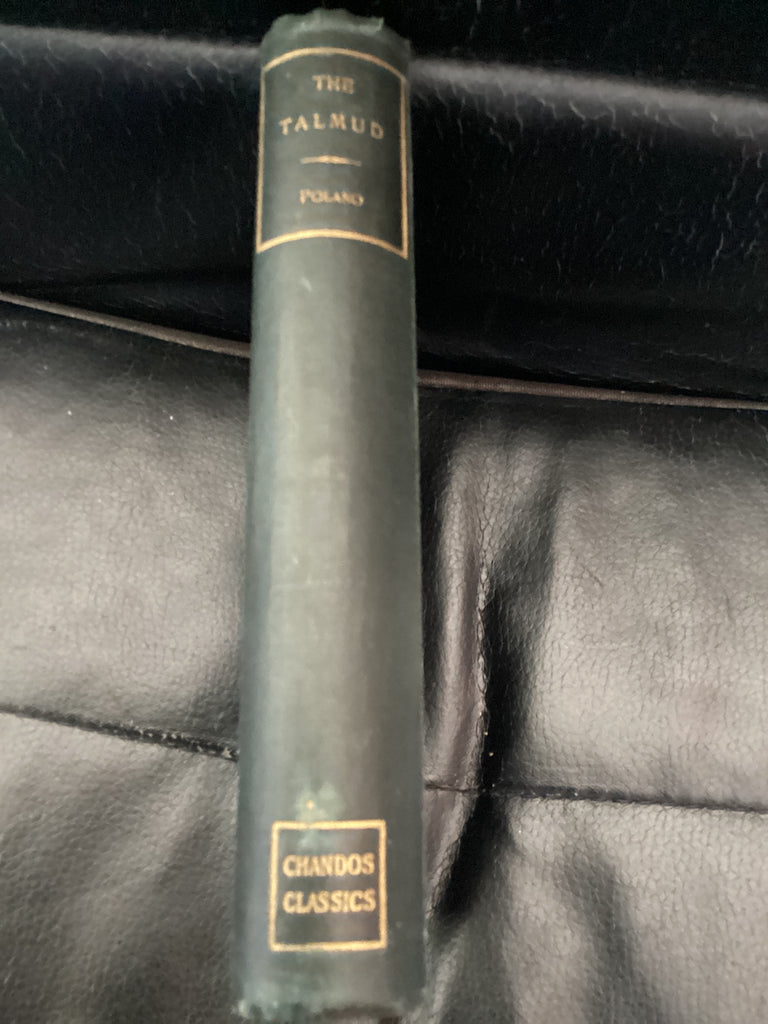 THE
TALMUD
POLANO
CHANDOS
CLASSICS